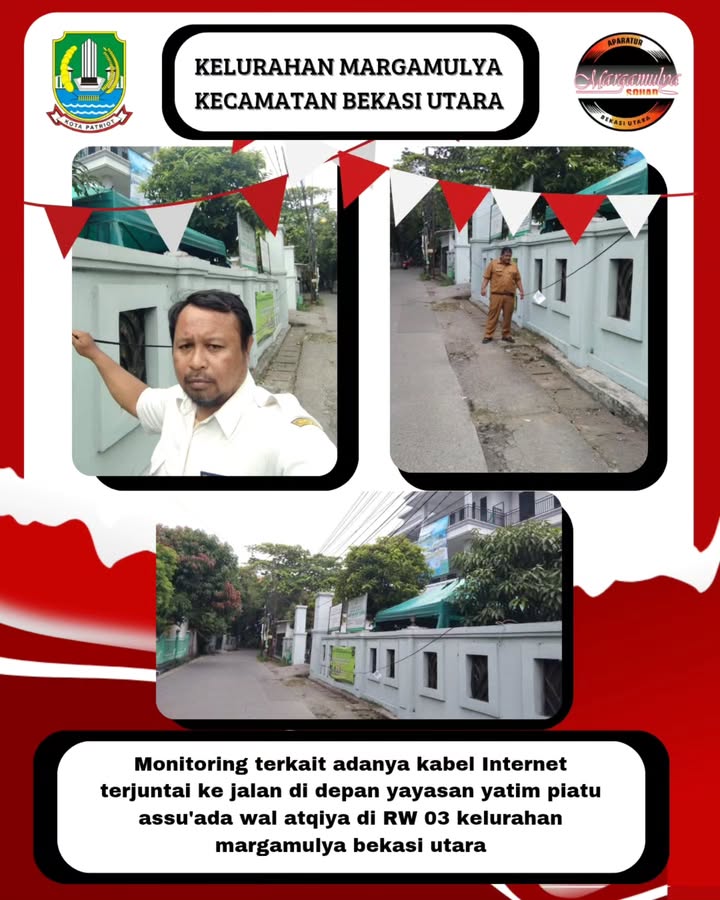 KELURAHAN MARGAMULYA
KECAMATAN BEKASI UTARA
KOTA PATRIOT
APARATUR
Margamulya
SQUAD
BEKASI UTARA
Monitoring terkait adanya kabel Internet
terjuntai ke jalan di depan yayasan yatim piatu
assu'ada wal atqiya di RW 03 kelurahan
margamulya bekasi utara